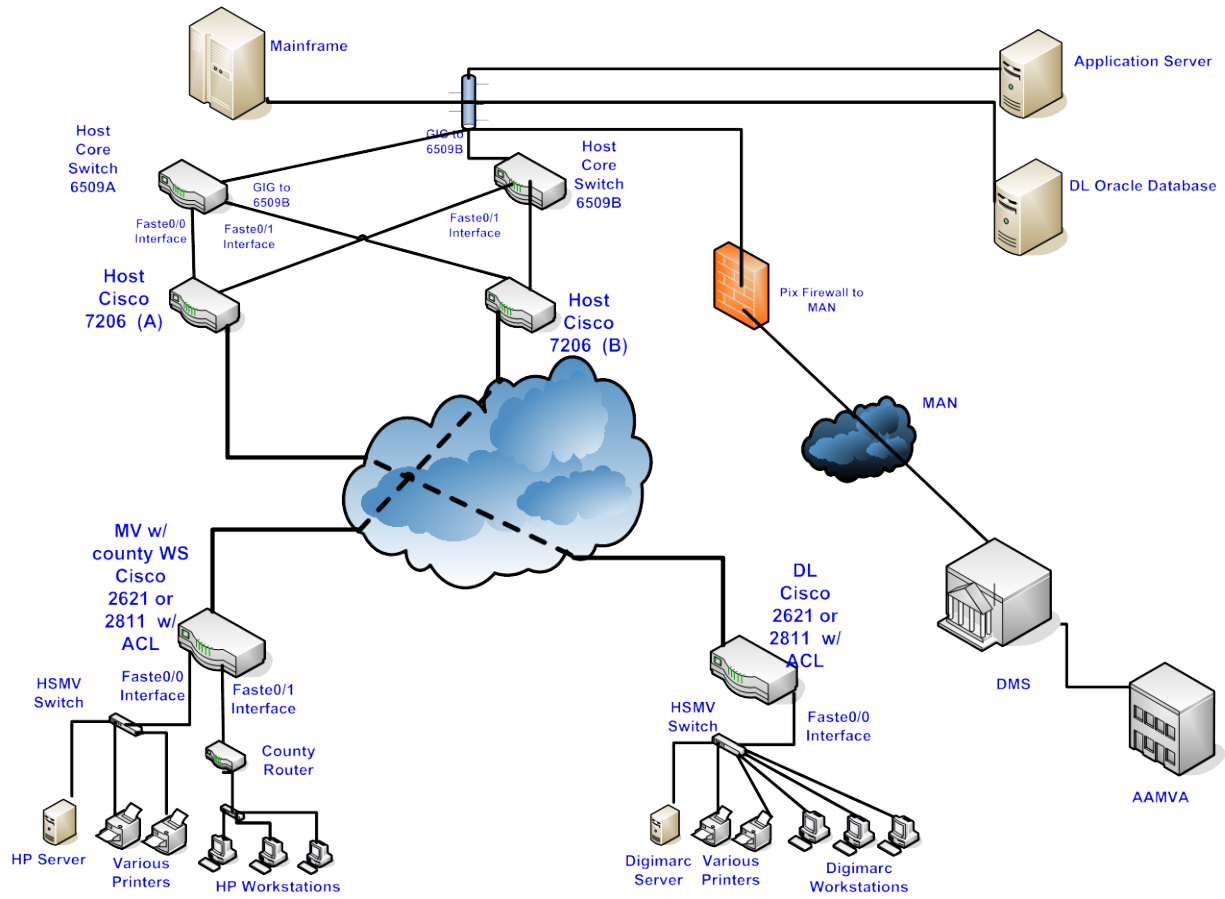 Mainframe
Application Server
Host
Core
Switch
6509A
GIG to
6509B
Host
Core
Switch
6509B
DL Oracle Database
GIG to
6509B
Faste0/0
Interface
Faste0/1
Interface
Faste0/1
Interface
Host
Cisco
7206 (A)
Host
Cisco
7206 (B)
Pix Firewall to
MAN
MAN
MV w/
county WS
Cisco
2621 or
2811 w/
ACL
DL
Cisco
2621 or
2811 w/
ACL
HSMV
Switch
Faste0/0
Interface
Faste0/1
Interface
HSMV
Switch
Faste0/0
Interface
DMS
County
Router
AAMVA
HP Server
Various
Printers
HP Workstations
Digimarc
Server
Various
Printers
Digimarc
Workstations